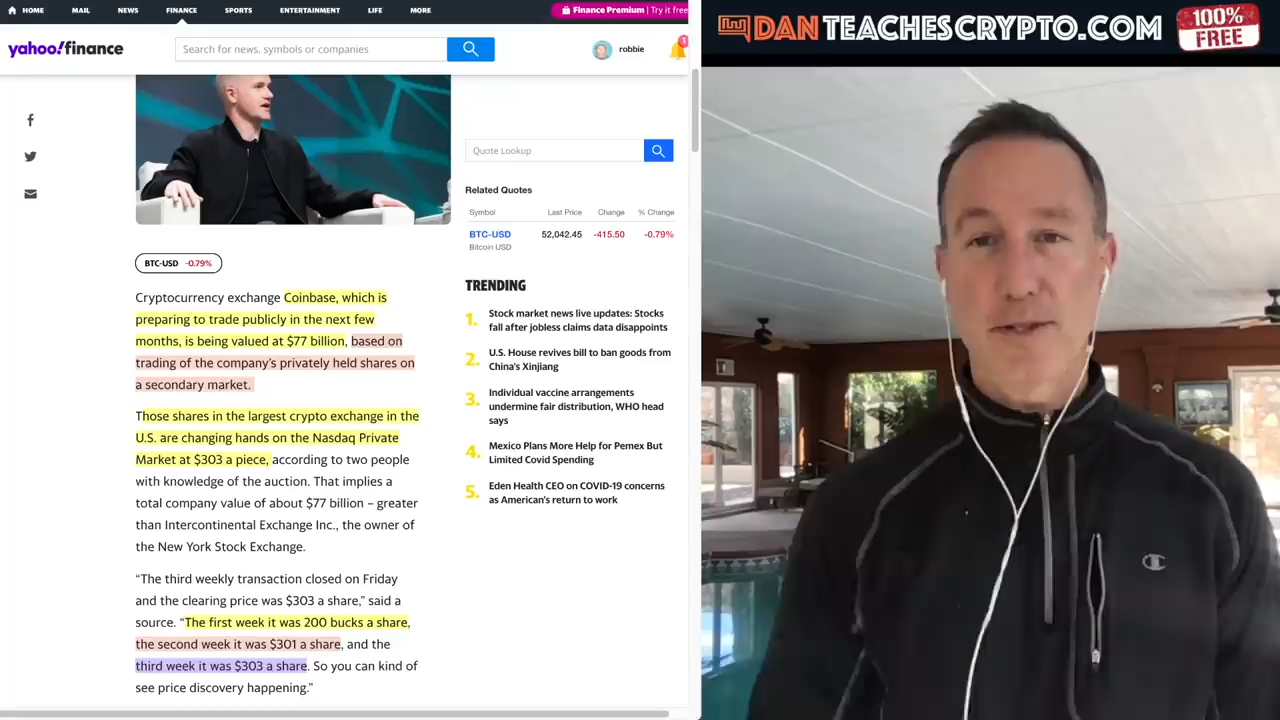 HOME MAIL NEWS FINANCE SPORTS ENTERTAINMENT LIFE MORE Finance Premium | Try it free
yahoo!finance Search for news, symbols or companies robbie 1
BTC-USD -0.79%
Cryptocurrency exchange Coinbase, which is
preparing to trade publicly in the next few
months, is being valued at $77 billion, based on
trading of the company's privately held shares on
a secondary market.
Those shares in the largest crypto exchange in the
U.S. are changing hands on the Nasdaq Private
Market at $303 a piece, according to two people
with knowledge of the auction. That implies a
total company value of about $77 billion – greater
than Intercontinental Exchange Inc., the owner of
the New York Stock Exchange.
“The third weekly transaction closed on Friday
and the clearing price was $303 a share,” said a
source. “The first week it was 200 bucks a share,
the second week it was $301 a share, and the
third week it was $303 a share. So you can kind of
see price discovery happening.”
Quote Lookup
Related Quotes
Symbol Last Price Change % Change
BTC-USD 52,042.45 -415.50 -0.79%
Bitcoin USD
TRENDING
1. Stock market news live updates: Stocks
fall after jobless claims data disappoints
2. U.S. House revives bill to ban goods from
China's Xinjiang
3. Individual vaccine arrangements
undermine fair distribution, WHO head
says
4. Mexico Plans More Help for Pemex But
Limited Covid Spending
5. Eden Health CEO on COVID-19 concerns
as American's return to work
DANTEACHESCRYPTO.COM
100%
FREE